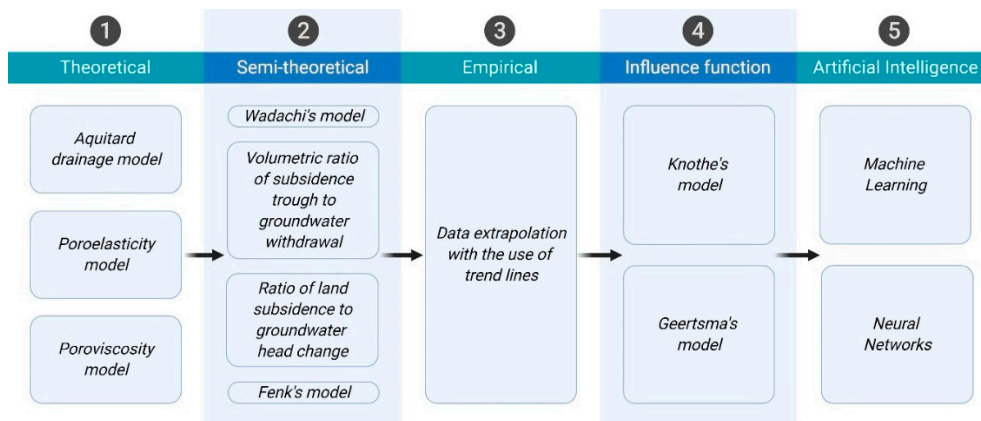 1
2
3
4
5
Theoretical
Semi-theoretical
Empirical
Influence function
Artificial Intelligence
Aquitard
drainage model
Poroelasticity
model
Poroviscosity
model
Wadachi's model
Volumetric ratio
of subsidence
trough to
groundwater
withdrawal
Ratio of land
subsidence to
groundwater
head change
Fenk's model
Data extrapolation
with the use of
trend lines
Knothe's
model
Geertsma's
model
Machine
Learning
Neural
Networks